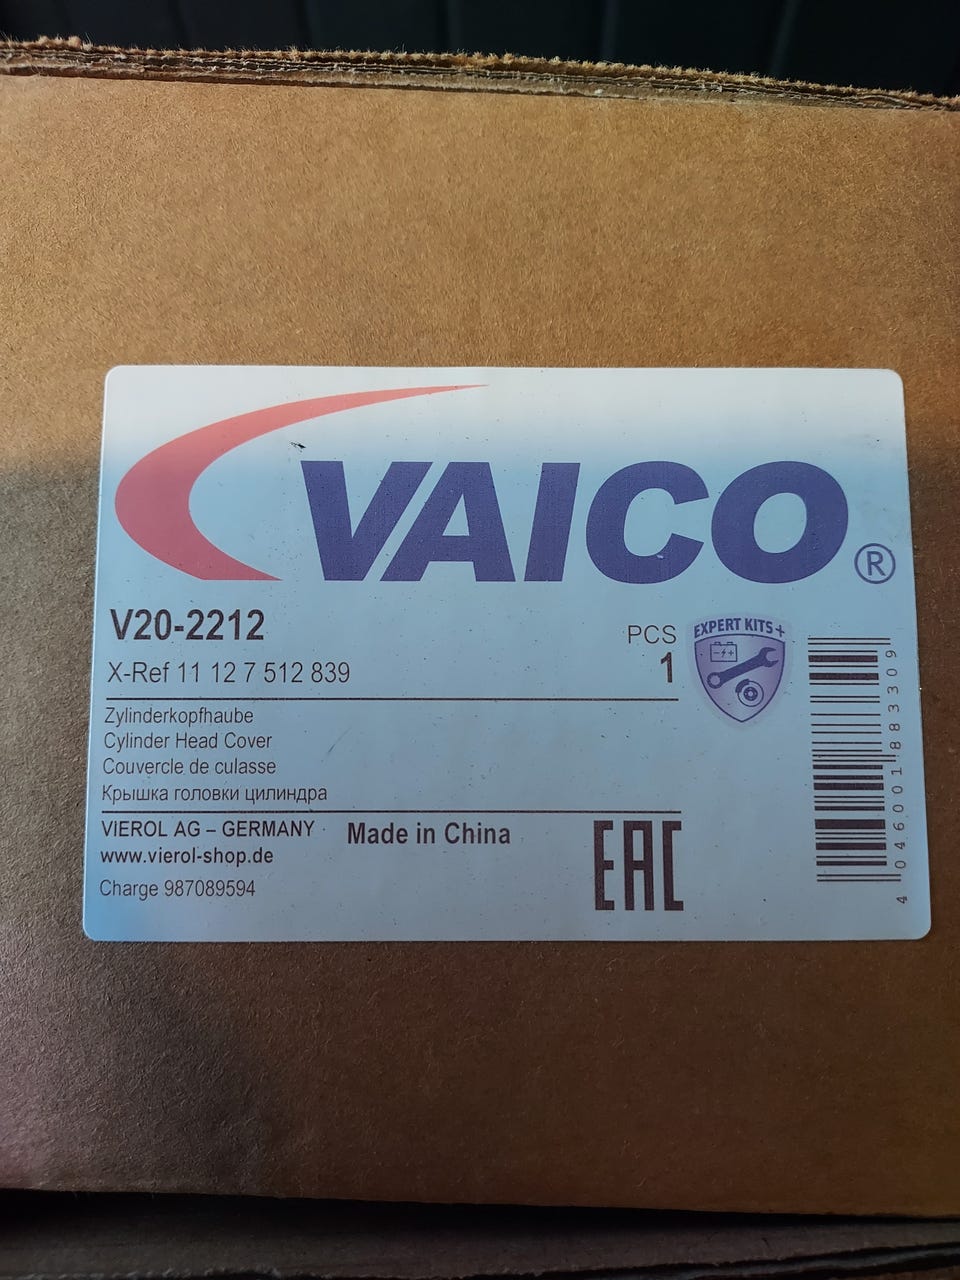 VAICO®
V20-2212
X-Ref 11 12 7 512 839
PCS
1
EXPERT KITS+
Zylinderkopfhaube
Cylinder Head Cover
Couvercle de culasse
Крышка головки цилиндра
VIEROL AG – GERMANY
www.vierol-shop.de
Made in China
Charge 987089594
EAC
4 046001 883309